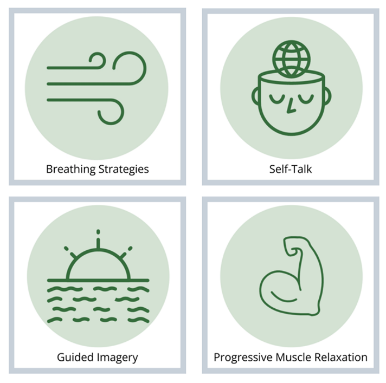 Breathing Strategies
Self-Talk
Guided Imagery
Progressive Muscle Relaxation